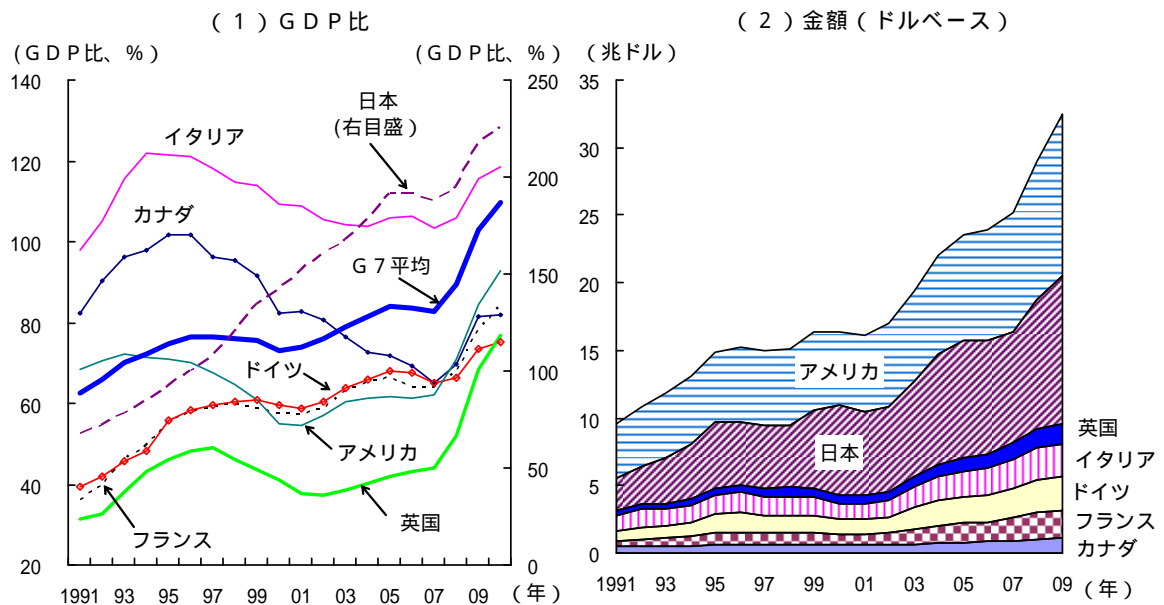 (1)GDP比
(GDP比、%)
(GDP比、%)
140
120
100
80
60
40
20
250
200
150
100
50
0
日本
(右目盛)
イタリア
カナダ
G7平均
ドイツ
アメリカ
英国
フランス
1991 93 95 97 99 01 03 05 07 09 (年)
(2)金額(ドルベース)
(兆ドル)
35
30
25
20
15
10
5
0
アメリカ
日本
英国
イタリア
ドイツ
フランス
カナダ
1991 93 95 97 99 01 03 05 07 09 (年)